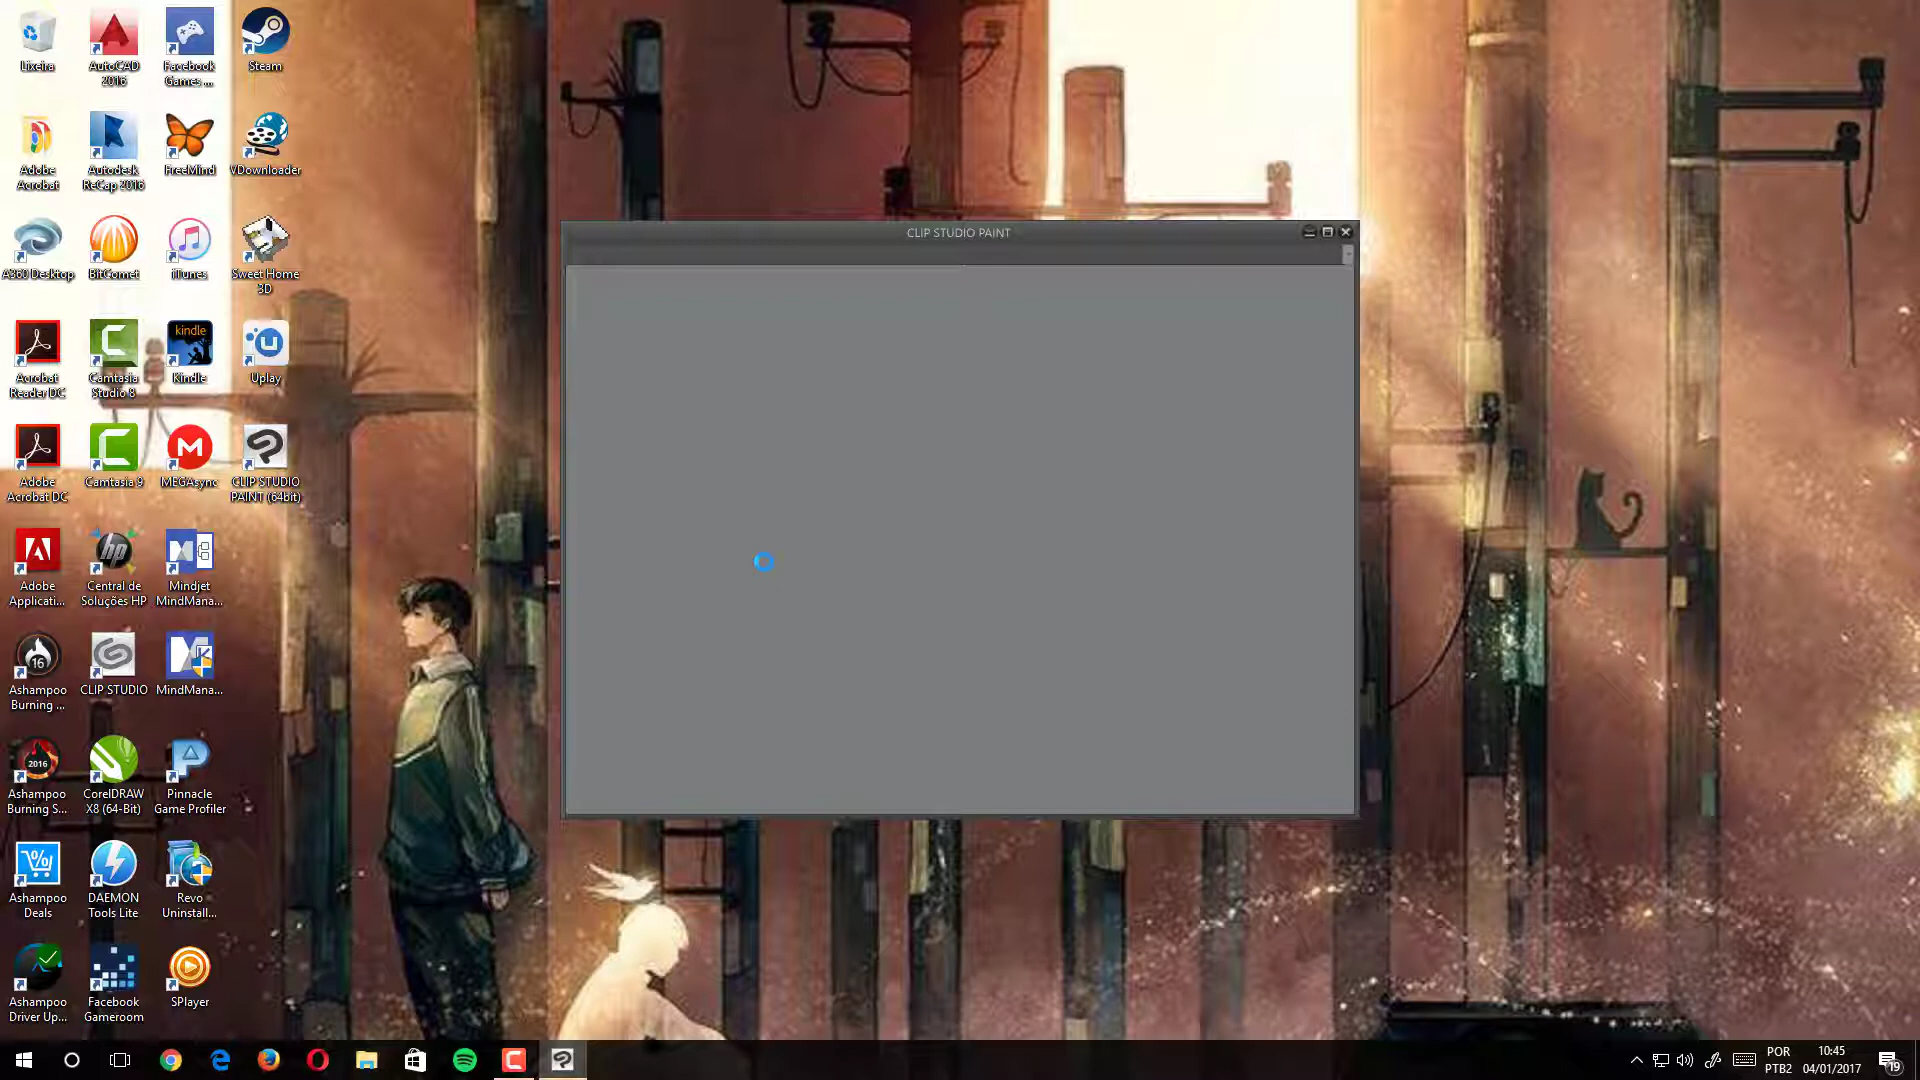 Lixeira
AutoCAD
2016
Facebook
Games ...
Steam
Adobe
Acrobat
Autodesk
ReCap 2016
FreeMind
VDownloader
A360 Desktop
BitComet
iTunes
Sweet Home
3D
Acrobat
Reader DC
Camtasia
Studio 8
kindle
Kindle
Uplay
Adobe
Acrobat DC
Camtasia 9
MEGAsync
CLIP STUDIO
PAINT (64bit)
Adobe
Applicati...
hp
Central de
Soluções HP
Mindjet
MindMana...
16
Ashampoo
Burning ...
CLIP STUDIO
MindMana...
2016
Ashampoo
Burning S...
CorelDRAW
X8 (64-Bit)
Pinnacle
Game Profiler
Ashampoo
Deals
DAEMON
Tools Lite
Revo
Uninstall...
Ashampoo
Driver Up...
Facebook
Gameroom
SPlayer
CLIP STUDIO PAINT
POR
PTB2
10:45
04/01/2017
19